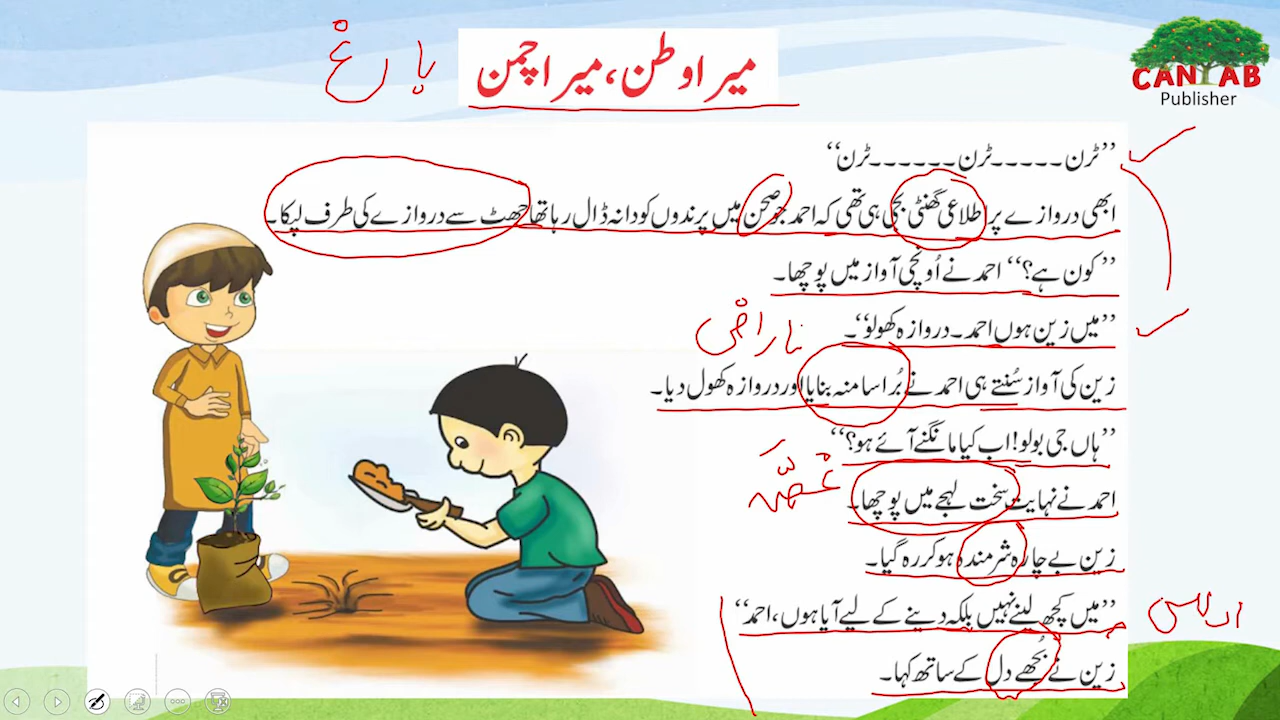 میرا وطن، میرا چمن
باغ
CANTAB
Publisher
”ٹرن ۔۔۔۔۔ ٹرن ۔۔۔۔۔۔ ٹرن“
ابھی دروازے پر طلاعی گھنٹی بجی ہی تھی کہ احمد جو صحن میں پرندوں کو دانہ ڈال رہا تھا جھٹ سے دروازے کی طرف لپکا۔
”کون ہے؟“ احمد نے اُونچی آواز میں پوچھا۔
”میں زین ہوں احمد۔ دروازہ کھولو“۔
ناراضی
زین کی آواز سُنتے ہی احمد نے بُرا سا منہ بنایا اور دروازہ کھول دیا۔
”ہاں جی بولو! اب کیا مانگنے آئے ہو؟“
غصّہ
احمد نے نہایت سخت لہجے میں پوچھا۔
زین بے چارہ شرمندہ ہو کر رہ گیا۔
”میں کچھ لینے نہیں بلکہ دینے کے لیے آیا ہوں، احمد“
اداس
زین نے بُجھے دل کے ساتھ کہا۔